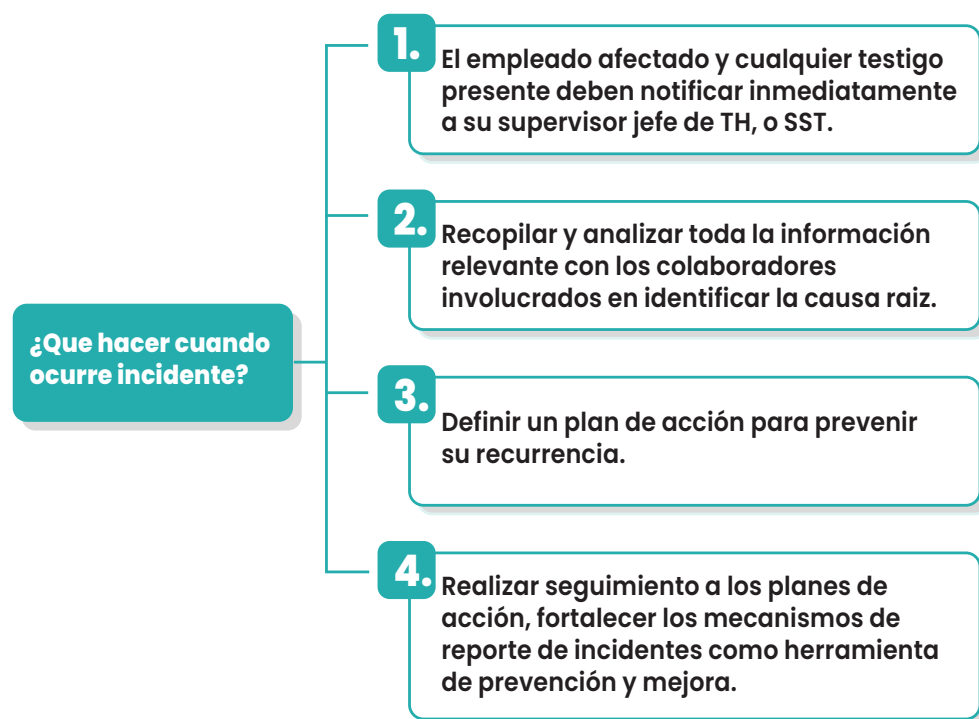 ¿Que hacer cuando
ocurre incidente?
1.
El empleado afectado y cualquier testigo
presente deben notificar inmediatamente
a su supervisor jefe de TH, o SST.
2.
Recopilar y analizar toda la información
relevante con los colaboradores
involucrados en identificar la causa raiz.
3.
Definir un plan de acción para prevenir
su recurrencia.
4.
Realizar seguimiento a los planes de
acción, fortalecer los mecanismos de
reporte de incidentes como herramienta
de prevención y mejora.